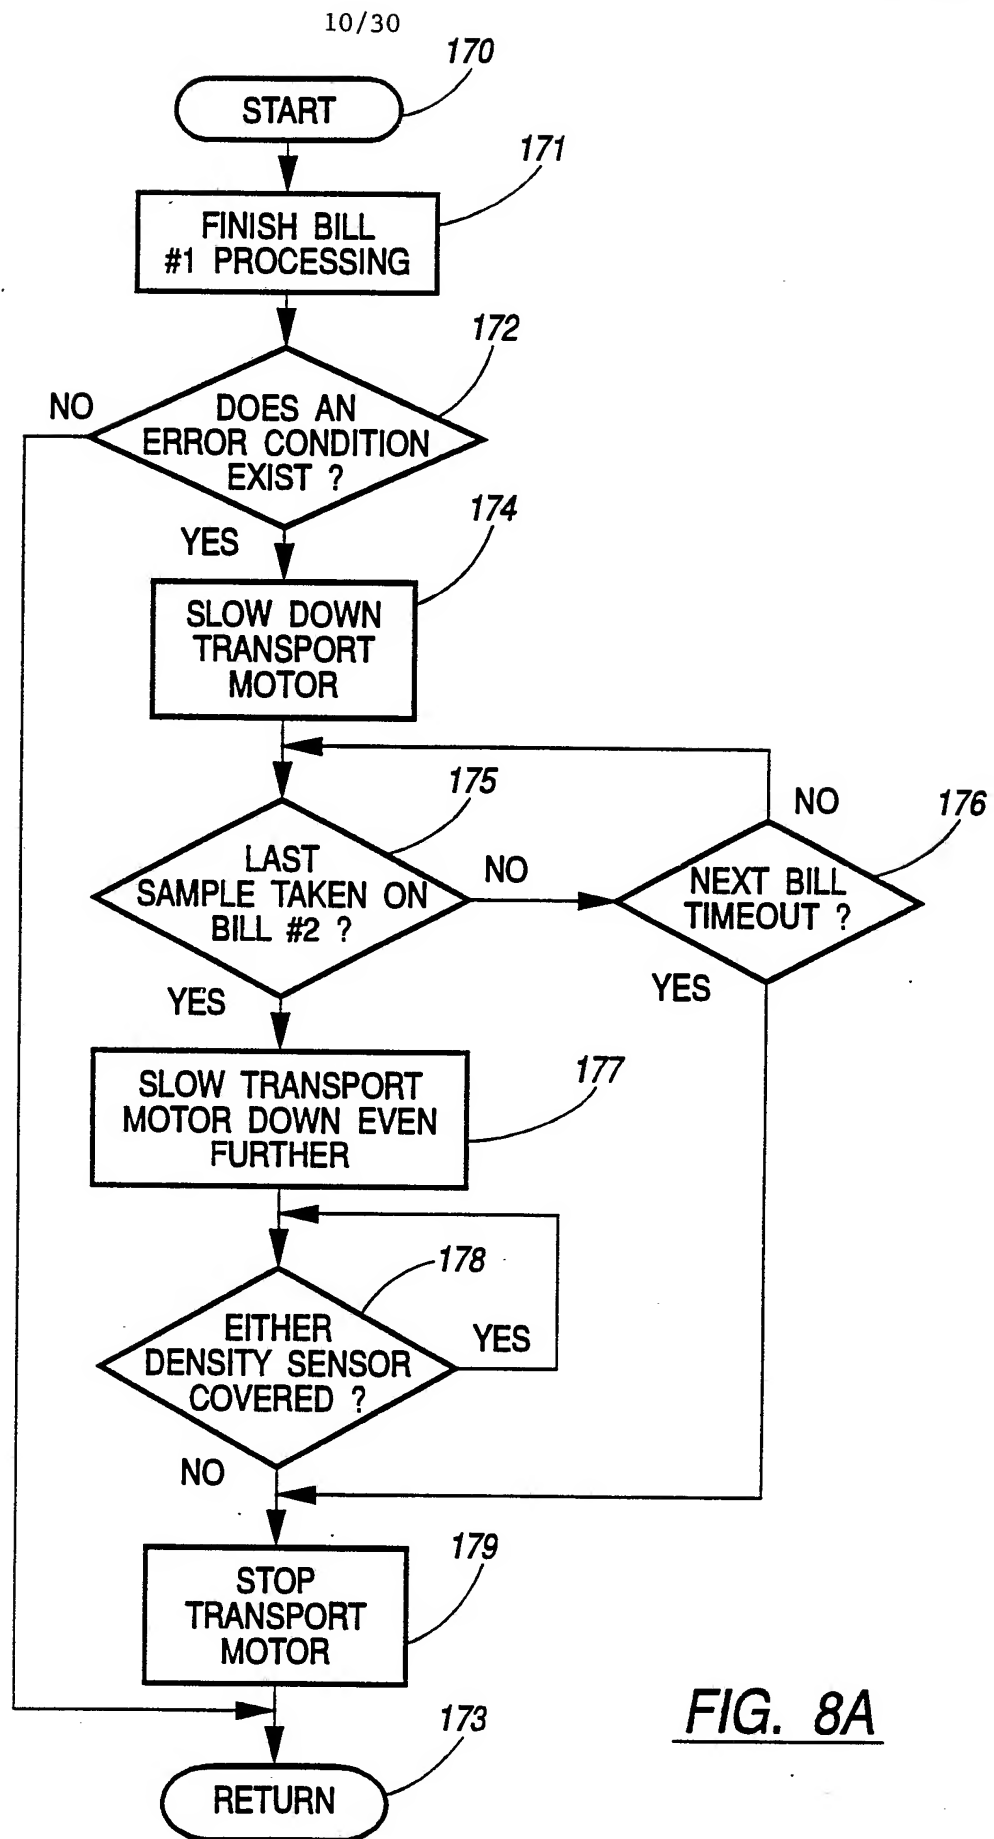 10/30
170
START
171
FINISH BILL
#1 PROCESSING
172
NO
DOES AN
ERROR CONDITION
EXIST ?
174
YES
SLOW DOWN
TRANSPORT
MOTOR
175
NO
176
LAST
SAMPLE TAKEN ON
BILL #2 ?
NO
NEXT BILL
TIMEOUT ?
YES
YES
177
SLOW TRANSPORT
MOTOR DOWN EVEN
FURTHER
178
EITHER
DENSITY SENSOR
COVERED ?
YES
NO
179
STOP
TRANSPORT
MOTOR
173
RETURN
FIG. 8A